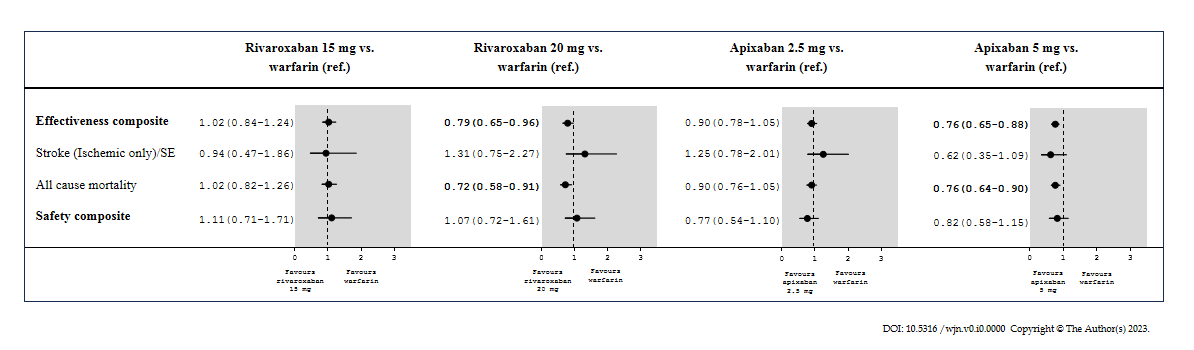 Rivaroxaban 15 mg vs. warfarin (ref.)
Rivaroxaban 20 mg vs. warfarin (ref.)
Apixaban 2.5 mg vs. warfarin (ref.)
Apixaban 5 mg vs. warfarin (ref.)
Effectiveness composite 1.02(0.84-1.24) 0.79(0.65-0.96) 0.90(0.78-1.05) 0.76(0.65-0.88)
Stroke (Ischemic only)/SE 0.94(0.47-1.86) 1.31(0.75-2.27) 1.25(0.78-2.01) 0.62(0.35-1.09)
All cause mortality 1.02(0.82-1.26) 0.72(0.58-0.91) 0.90(0.76-1.05) 0.76(0.64-0.90)
Safety composite 1.11(0.71-1.71) 1.07(0.72-1.61) 0.77(0.54-1.10) 0.82(0.58-1.15)
0 1 2 3 0 1 2 3 0 1 2 3 0 1 2 3
Favours rivaroxaban 15 mg
Favours warfarin
Favours rivaroxaban 20 mg
Favours warfarin
Favours apixaban 2.5 mg
Favours warfarin
Favours apixaban 5 mg
Favours warfarin
DOI: 10.5316 /wjn.v0.i0.0000 Copyright © The Author(s) 2023.